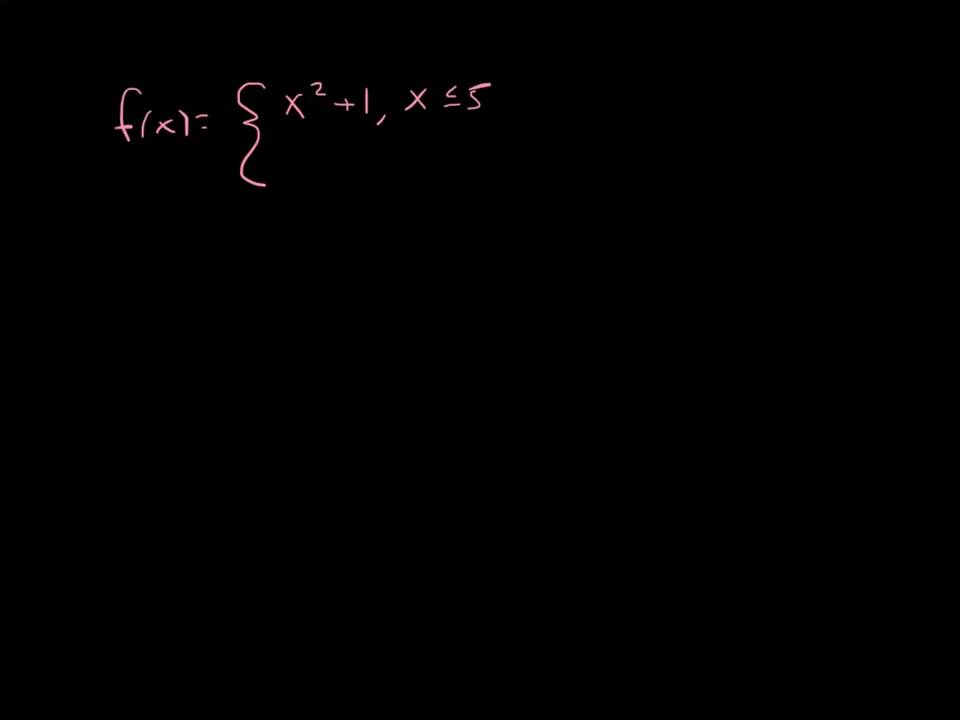 f(x)= { x²+1, x ≤5